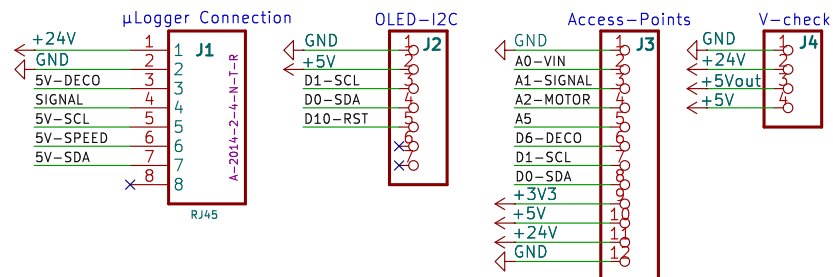 µLogger Connection
+24V 1 1 J1
GND 2 2
5V-DECO 3 3
SIGNAL 4 4
5V-SCL 5 5
5V-SPEED 6 6
5V-SDA 7 7
8 8
A-2014-2-4-N-T-R
RJ45
OLED-I2C
GND 1 J2
+5V 2
D1-SCL 3
D0-SDA 4
D10-RST 5
6
7
Access-Points
GND 1 J3
A0-VIN 2
A1-SIGNAL 3
A2-MOTOR 4
A5 5
D6-DECO 6
D1-SCL 7
D0-SDA 8
+3V3 9
+5V 10
+24V 11
GND 12
V-check
GND 1 J4
+24V 2
+5Vout 3
+5V 4